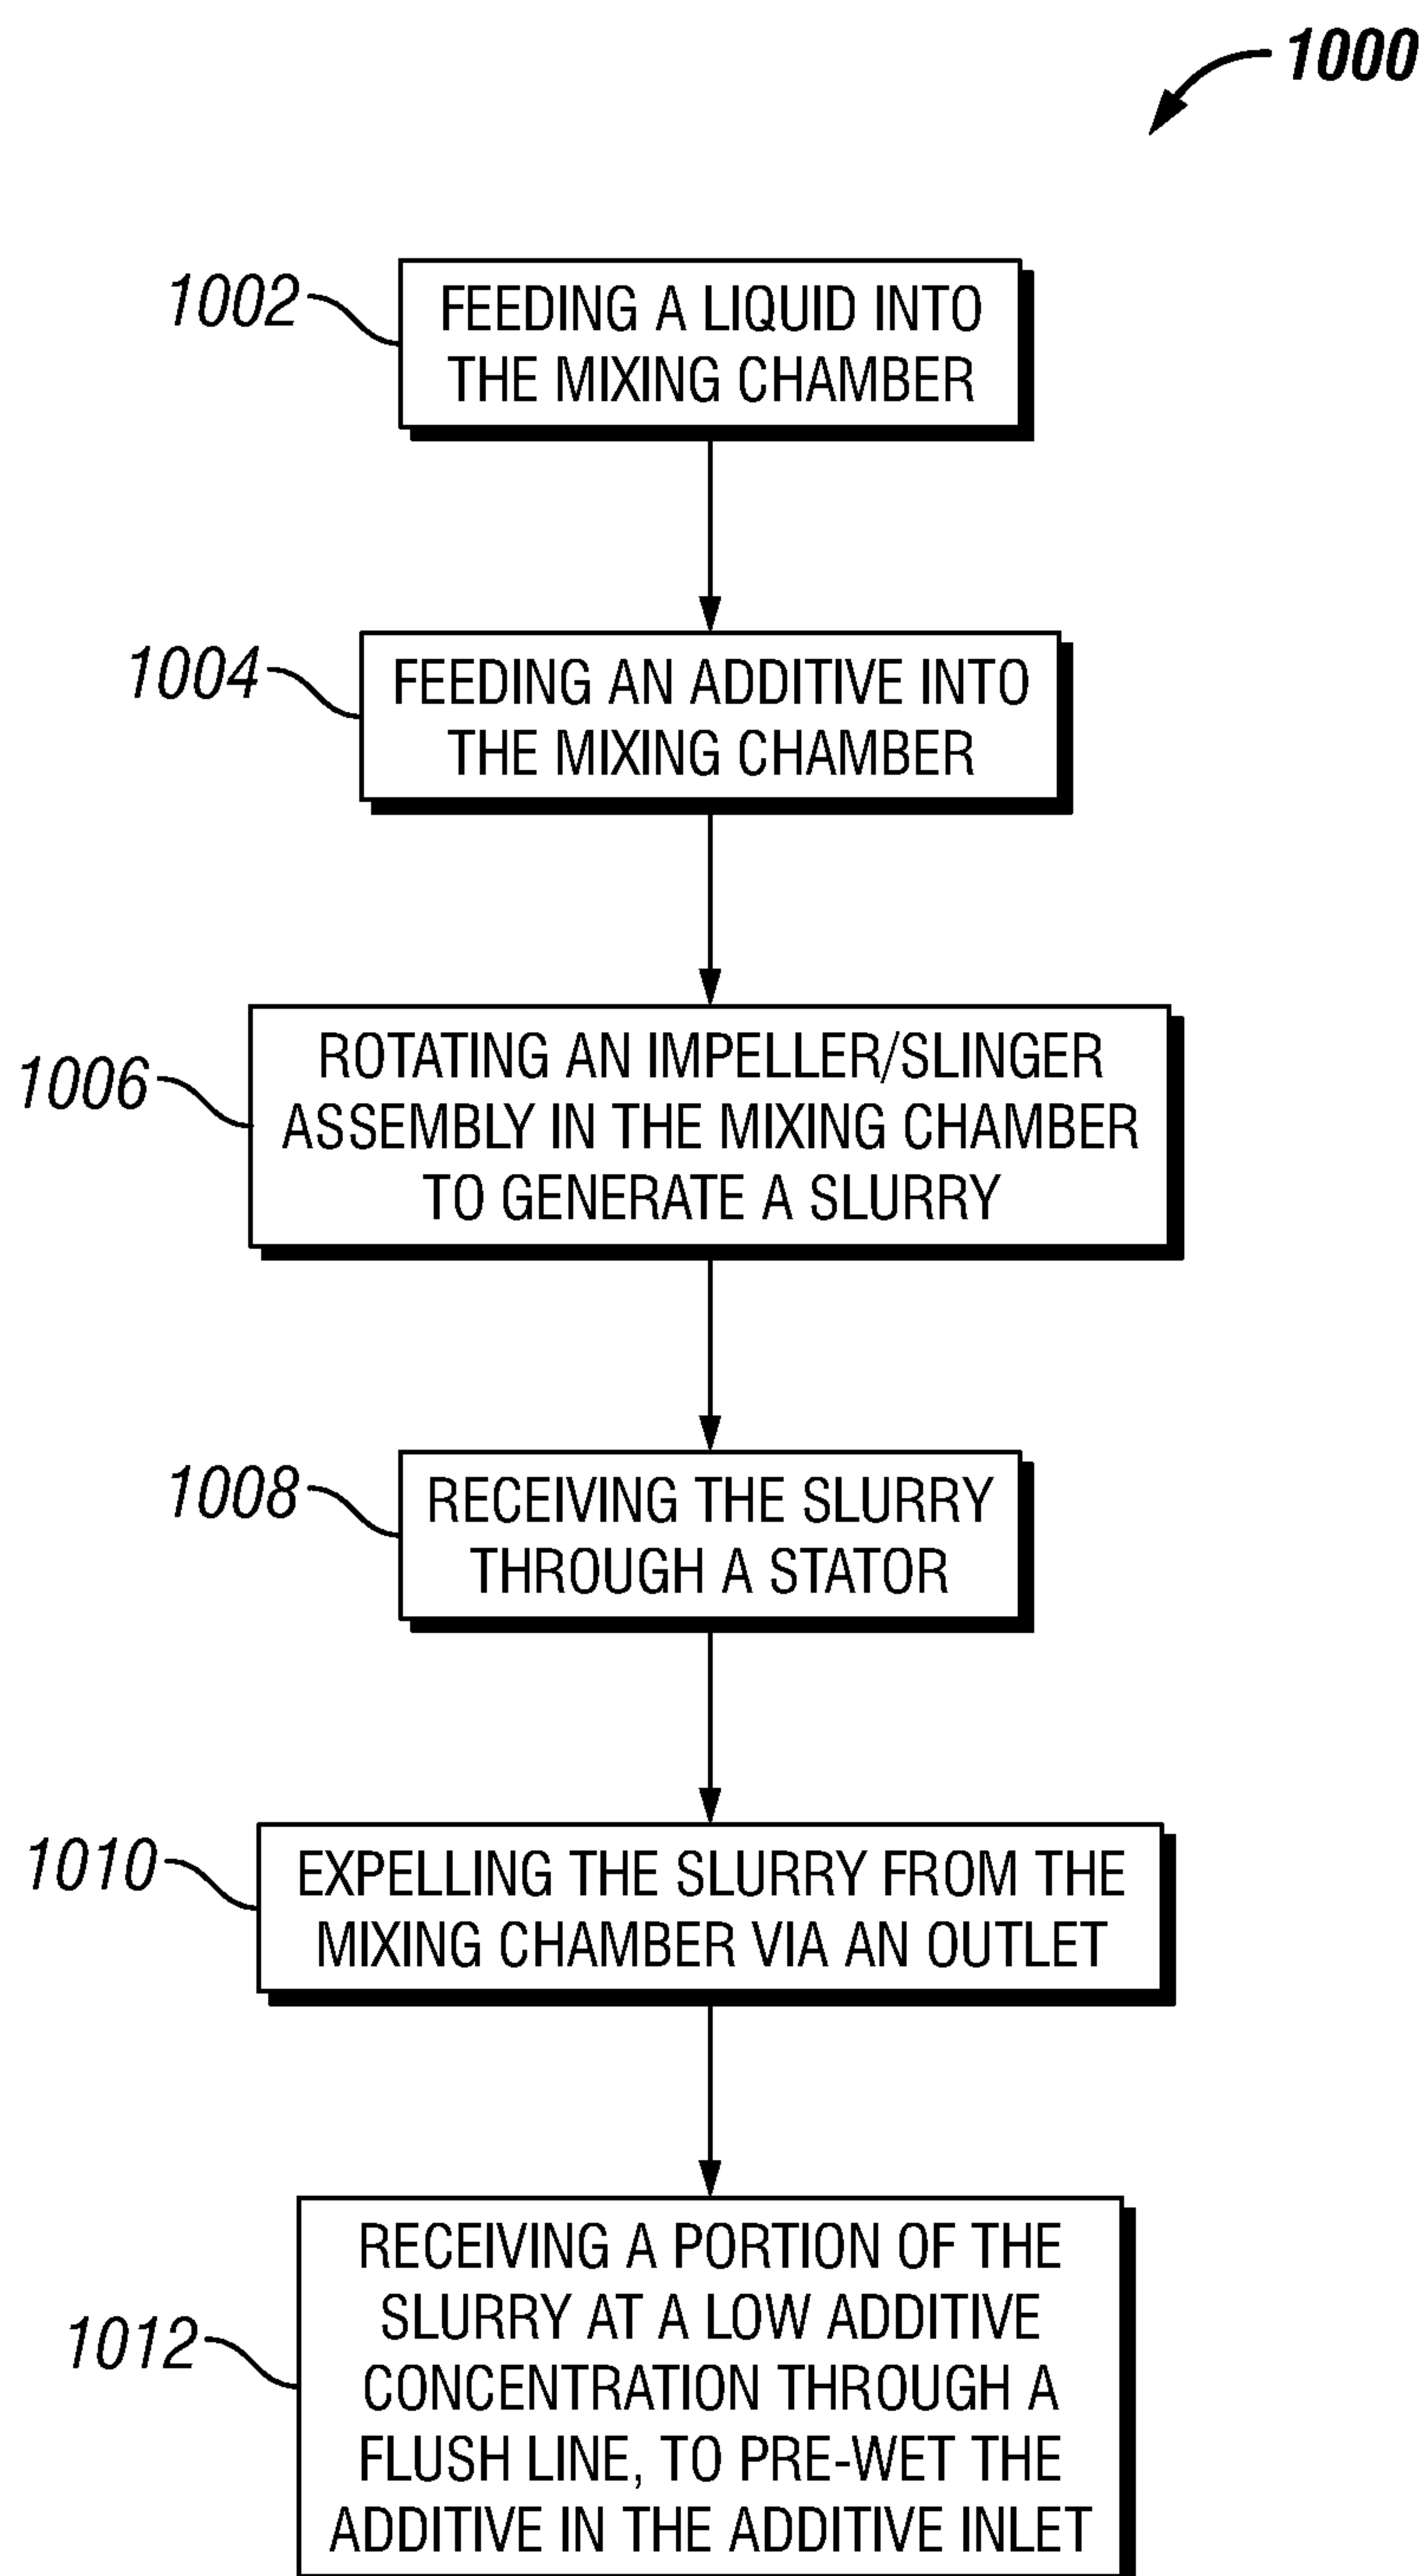 1000
1002
FEEDING A LIQUID INTO
THE MIXING CHAMBER
1004
FEEDING AN ADDITIVE INTO
THE MIXING CHAMBER
1006
ROTATING AN IMPELLER/SLINGER
ASSEMBLY IN THE MIXING CHAMBER
TO GENERATE A SLURRY
1008
RECEIVING THE SLURRY
THROUGH A STATOR
1010
EXPELLING THE SLURRY FROM THE
MIXING CHAMBER VIA AN OUTLET
1012
RECEIVING A PORTION OF THE
SLURRY AT A LOW ADDITIVE
CONCENTRATION THROUGH A
FLUSH LINE, TO PRE-WET THE
ADDITIVE IN THE ADDITIVE INLET